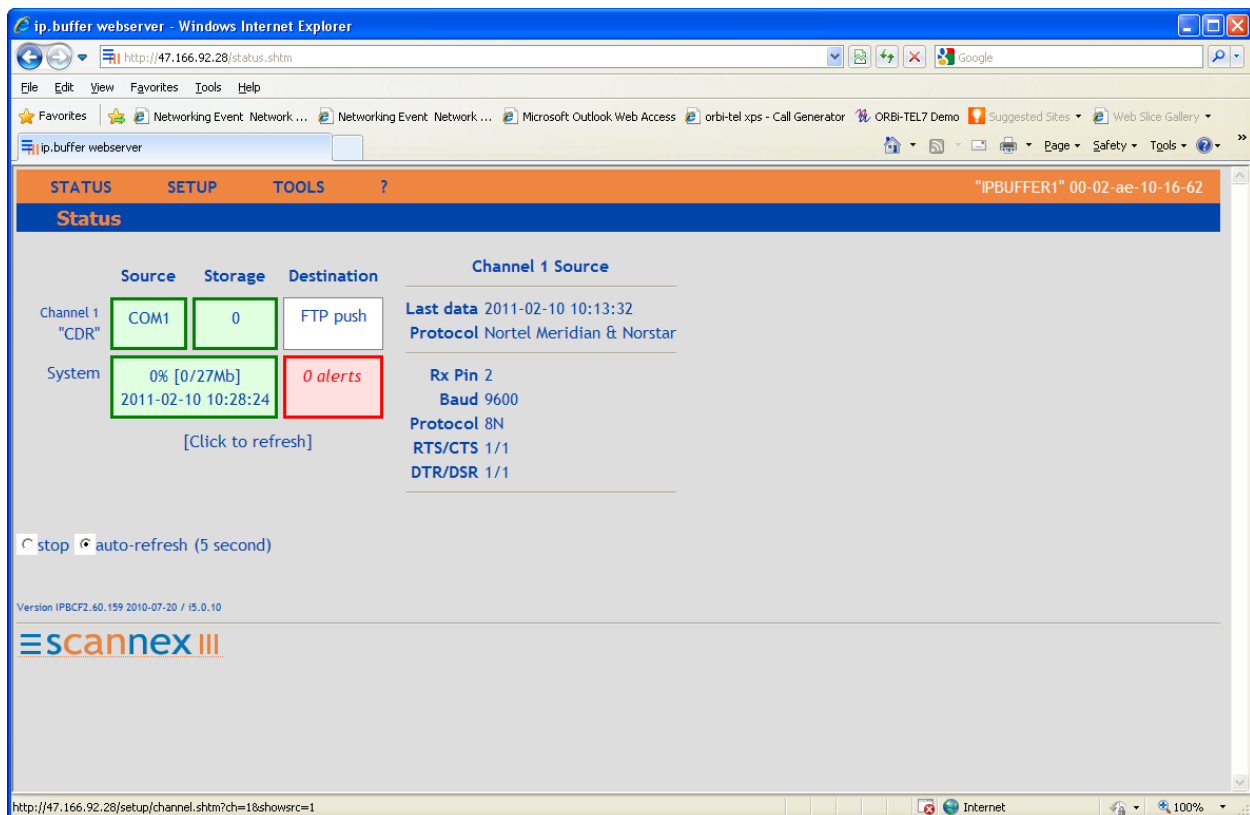 ip.buffer webserver - Windows Internet Explorer
http://47.166.92.28/status.shtm
Google
File Edit View Favorites Tools Help
Favorites Networking Event Network ... Networking Event Network ... Microsoft Outlook Web Access orbi-tel xps - Call Generator ORBi-TEL7 Demo Suggested Sites Web Slice Gallery
ip.buffer webserver
Page Safety Tools »
STATUS SETUP TOOLS ? "IPBUFFER1" 00-02-ae-10-16-62
Status
Source Storage Destination
Channel 1 "CDR"
COM1 0 FTP push
System
0% [0/27Mb]
2011-02-10 10:28:24
0 alerts
[Click to refresh]
Channel 1 Source
Last data 2011-02-10 10:13:32
Protocol Nortel Meridian & Norstar
Rx Pin 2
Baud 9600
Protocol 8N
RTS/CTS 1/1
DTR/DSR 1/1
stop auto-refresh (5 second)
Version IPBCF2.60.159 2010-07-20 / i5.0.10
scannex
http://47.166.92.28/setup/channel.shtm?ch=1&showsrc=1
Internet
100%